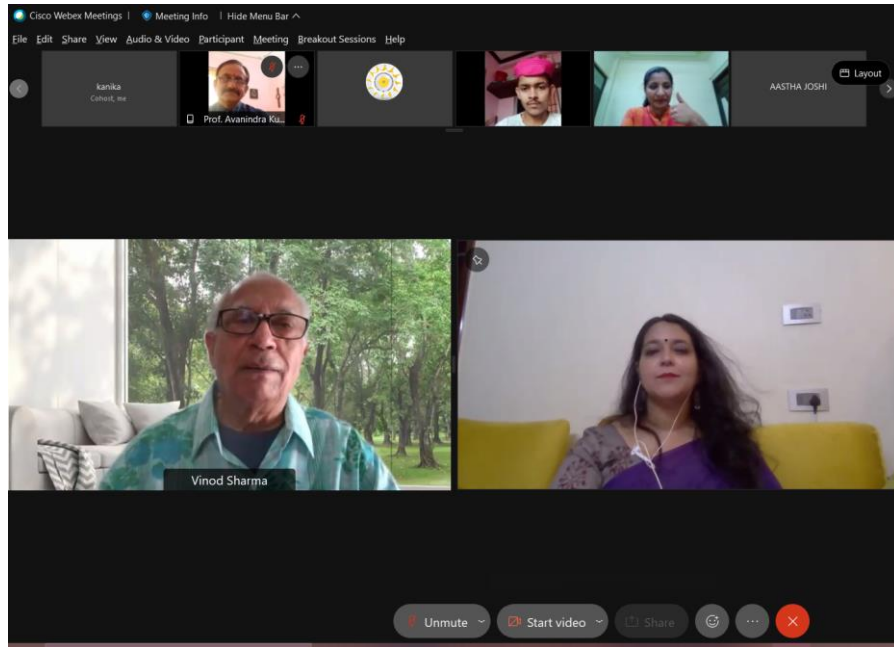 Cisco Webex Meetings | Meeting Info | Hide Menu Bar
File Edit Share View Audio & Video Participant Meeting Breakout Sessions Help
kanika
Cohost, me
Prof. Avanindra Ku...
AASTHA JOSHI
Layout
Vinod Sharma
Unmute
Start video
Share